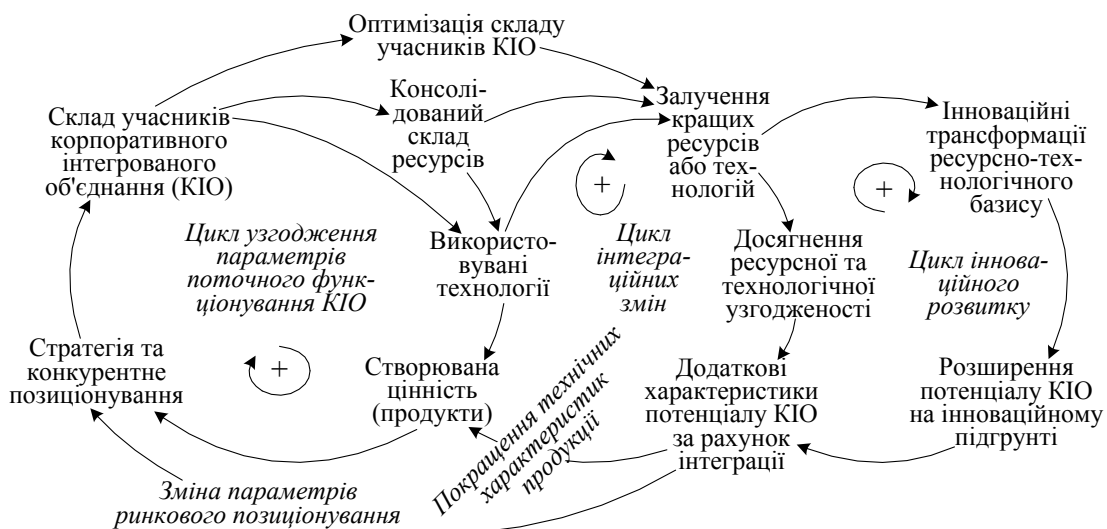 Оптимізація складу
учасників КІО
Консолі-
дований
склад
ресурсів
Склад учасників
корпоративного
інтегрованого
об'єднання (КІО)
Залучення
кращих
ресурсів
або тех-
нологій
Інноваційні
трансформації
ресурсно-тех-
нологічного
базису
+
+
Цикл узгодження
параметрів
поточного функ-
ціонування КІО
Використо-
вувані
технології
Цикл
інтегра-
ційних
змін
Досягнення
ресурсної та
технологічної
узгодженості
Цикл іннова-
ційного
розвитку
Стратегія та
конкурентне
позиціонування
+
Створювана
цінність
(продукти)
Покращення технічних
характеристик
продукції
Додаткові
характеристики
потенціалу КІО
за рахунок
інтеграції
Розширення
потенціалу КІО
на інноваційному
підгрунті
Зміна параметрів
ринкового позиціонування